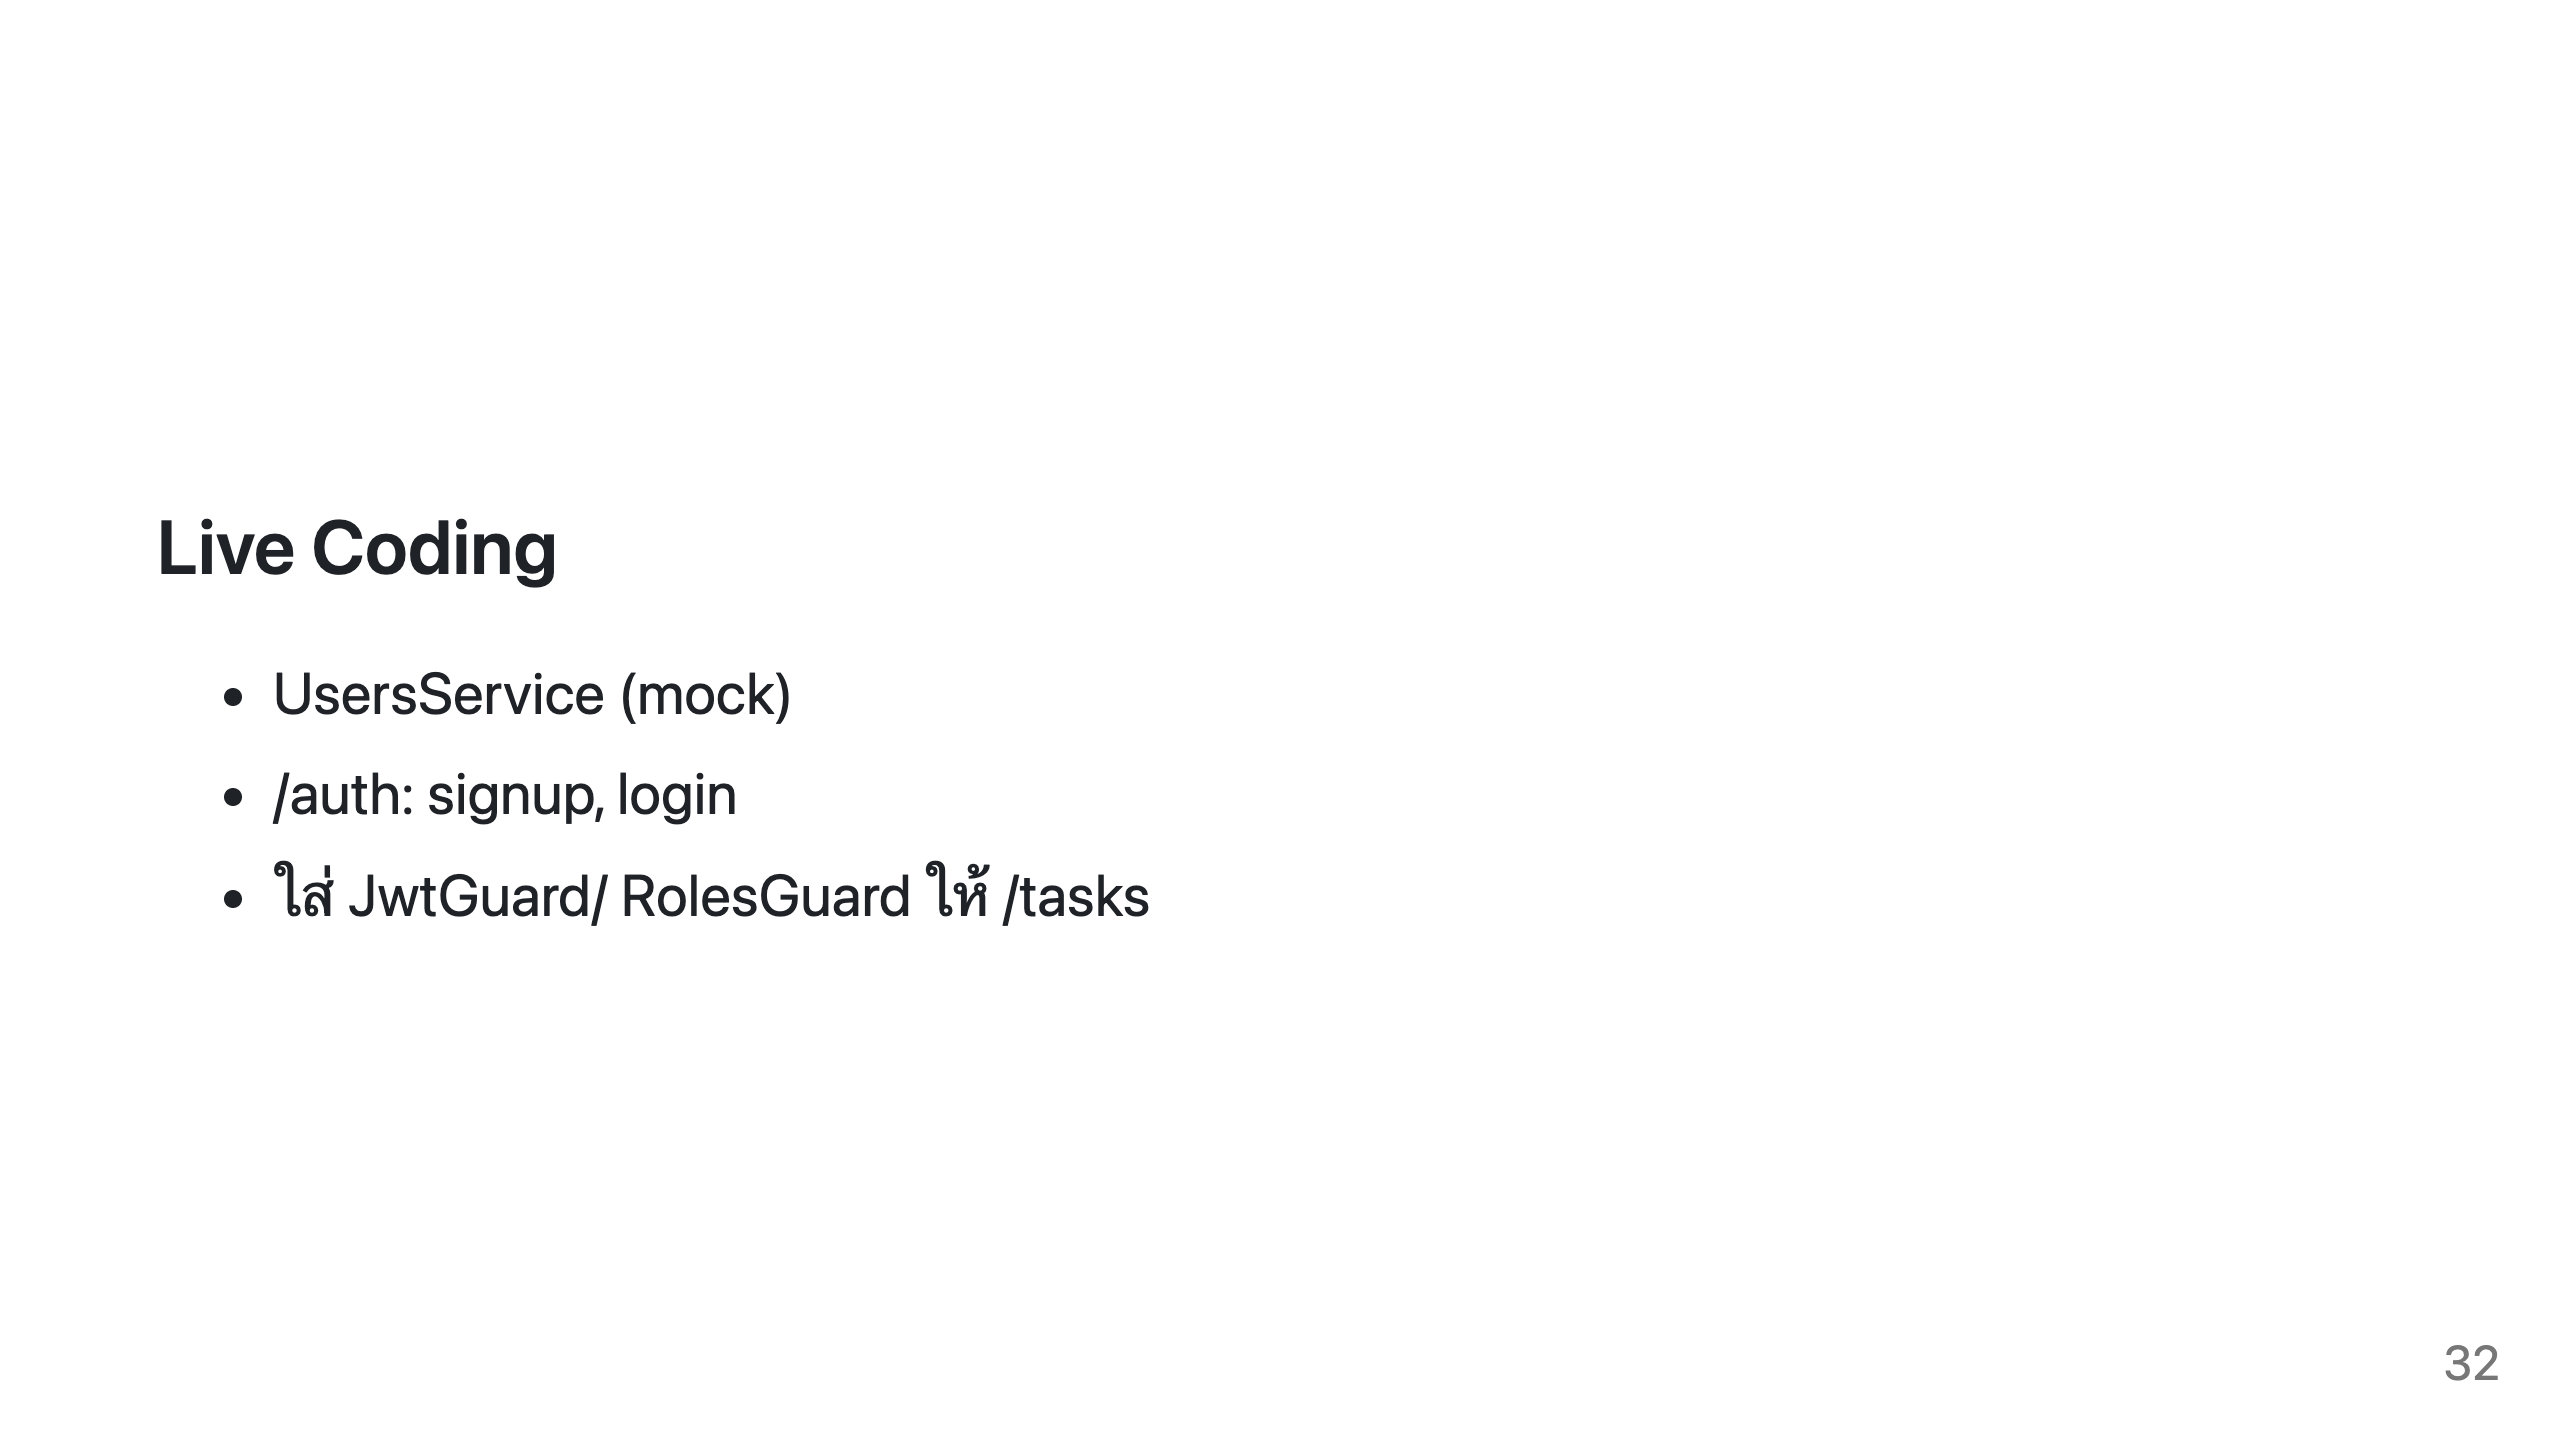 Live Coding
• UsersService (mock)
• /auth: signup, login
• ใส่ JwtGuard/ RolesGuard ให้ /tasks
32